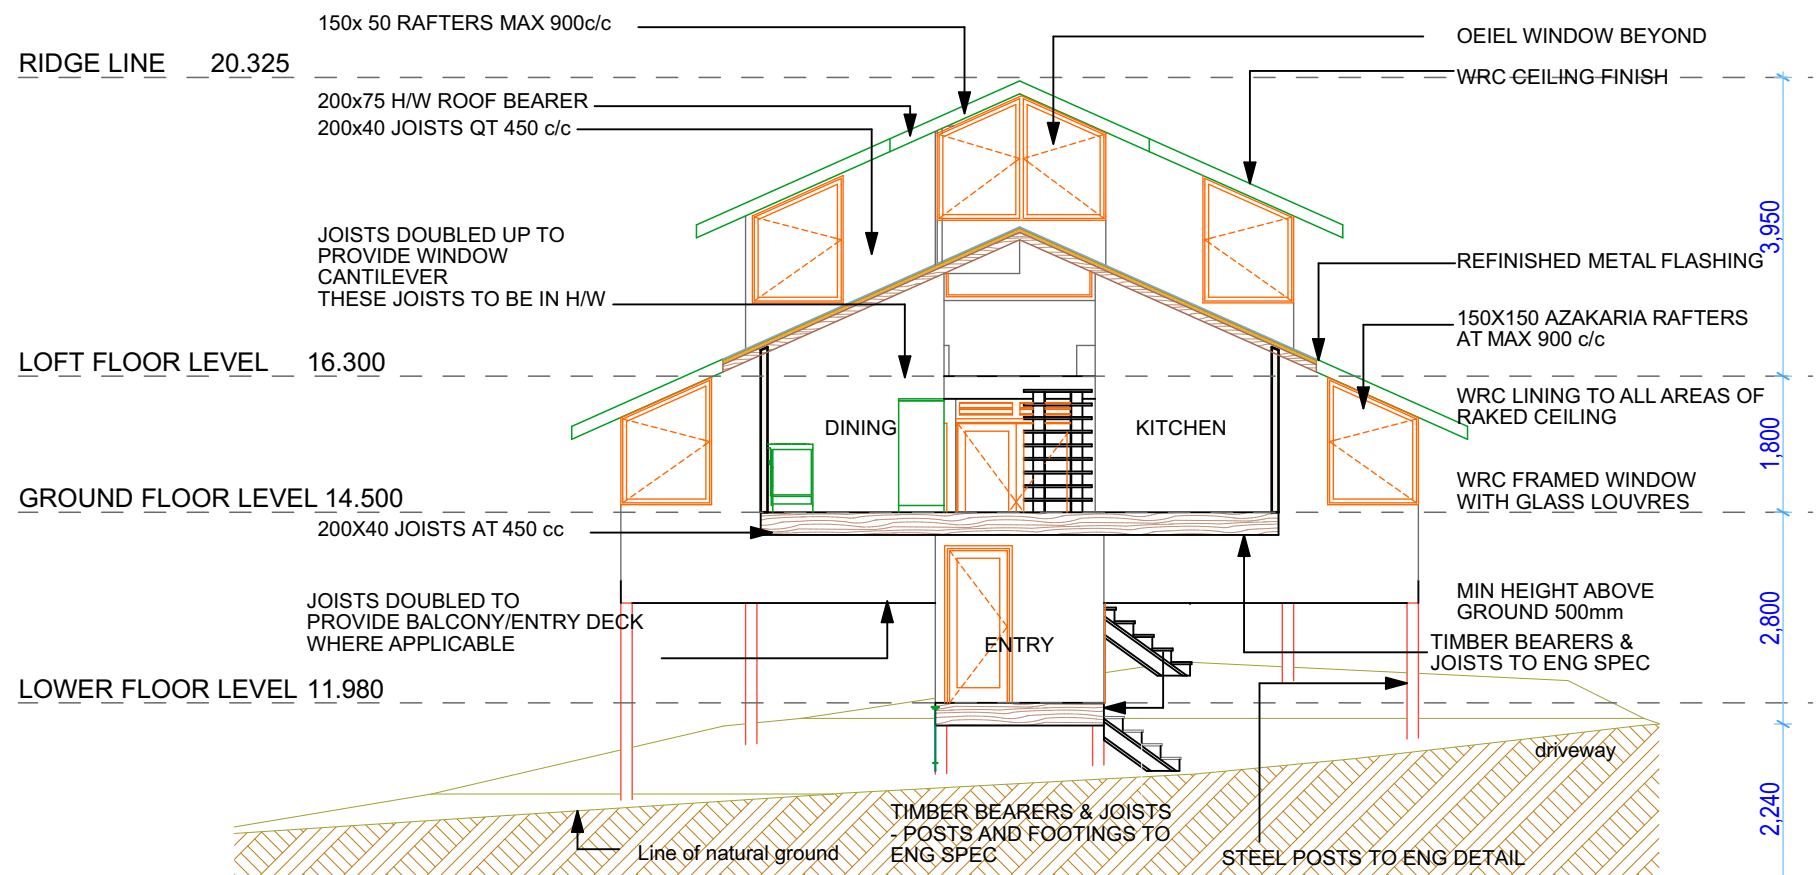 150x 50 RAFTERS MAX 900c/c
RIDGE LINE 20.325
200x75 H/W ROOF BEARER
200x40 JOISTS QT 450 c/c
JOISTS DOUBLED UP TO
PROVIDE WINDOW
CANTILEVER
THESE JOISTS TO BE IN H/W
LOFT FLOOR LEVEL 16.300
GROUND FLOOR LEVEL 14.500
200X40 JOISTS AT 450 cc
JOISTS DOUBLED TO
PROVIDE BALCONY/ENTRY DECK
WHERE APPLICABLE
LOWER FLOOR LEVEL 11.980
DINING
KITCHEN
ENTRY
OEIEL WINDOW BEYOND
WRC CEILING FINISH
REFINISHED METAL FLASHING
150X150 AZAKARIA RAFTERS
AT MAX 900 c/c
WRC LINING TO ALL AREAS OF
RAKED CEILING
WRC FRAMED WINDOW
WITH GLASS LOUVRES
MIN HEIGHT ABOVE
GROUND 500mm
TIMBER BEARERS &
JOISTS TO ENG SPEC
driveway
TIMBER BEARERS & JOISTS
- POSTS AND FOOTINGS TO
ENG SPEC
Line of natural ground
STEEL POSTS TO ENG DETAIL
3,950
1,800
2,800
2,240